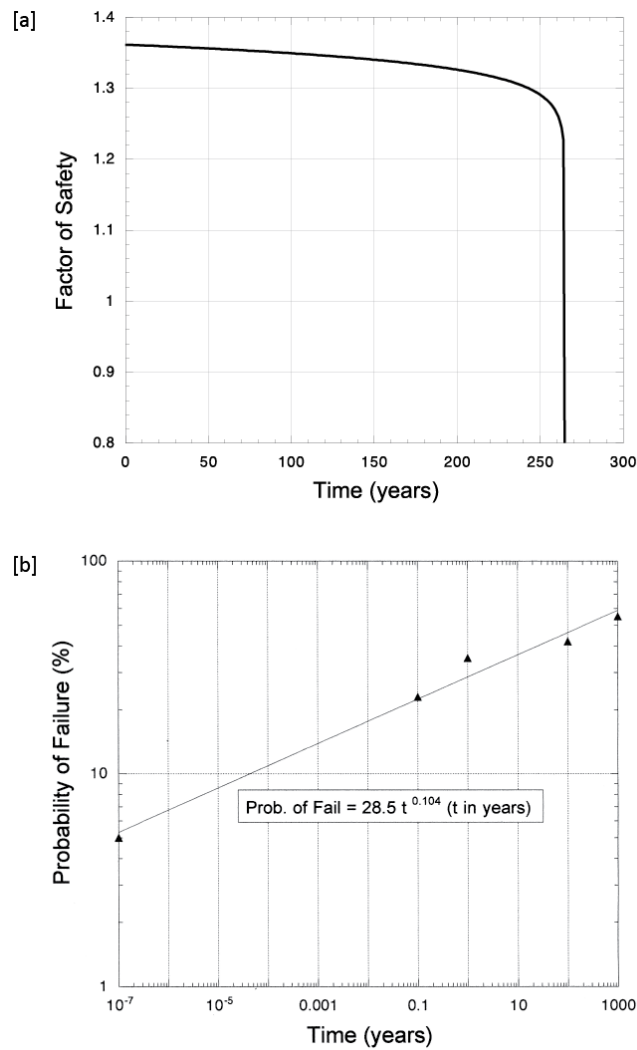 [a]
1.4
1.3
1.2
1.1
1
0.9
0.8
Factor of Safety
0 50 100 150 200 250 300
Time (years)
[b]
100
10
1
Probability of Failure (%)
Prob. of Fail = 28.5 t^0.104 (t in years)
10^-7 10^-5 0.001 0.1 10 1000
Time (years)